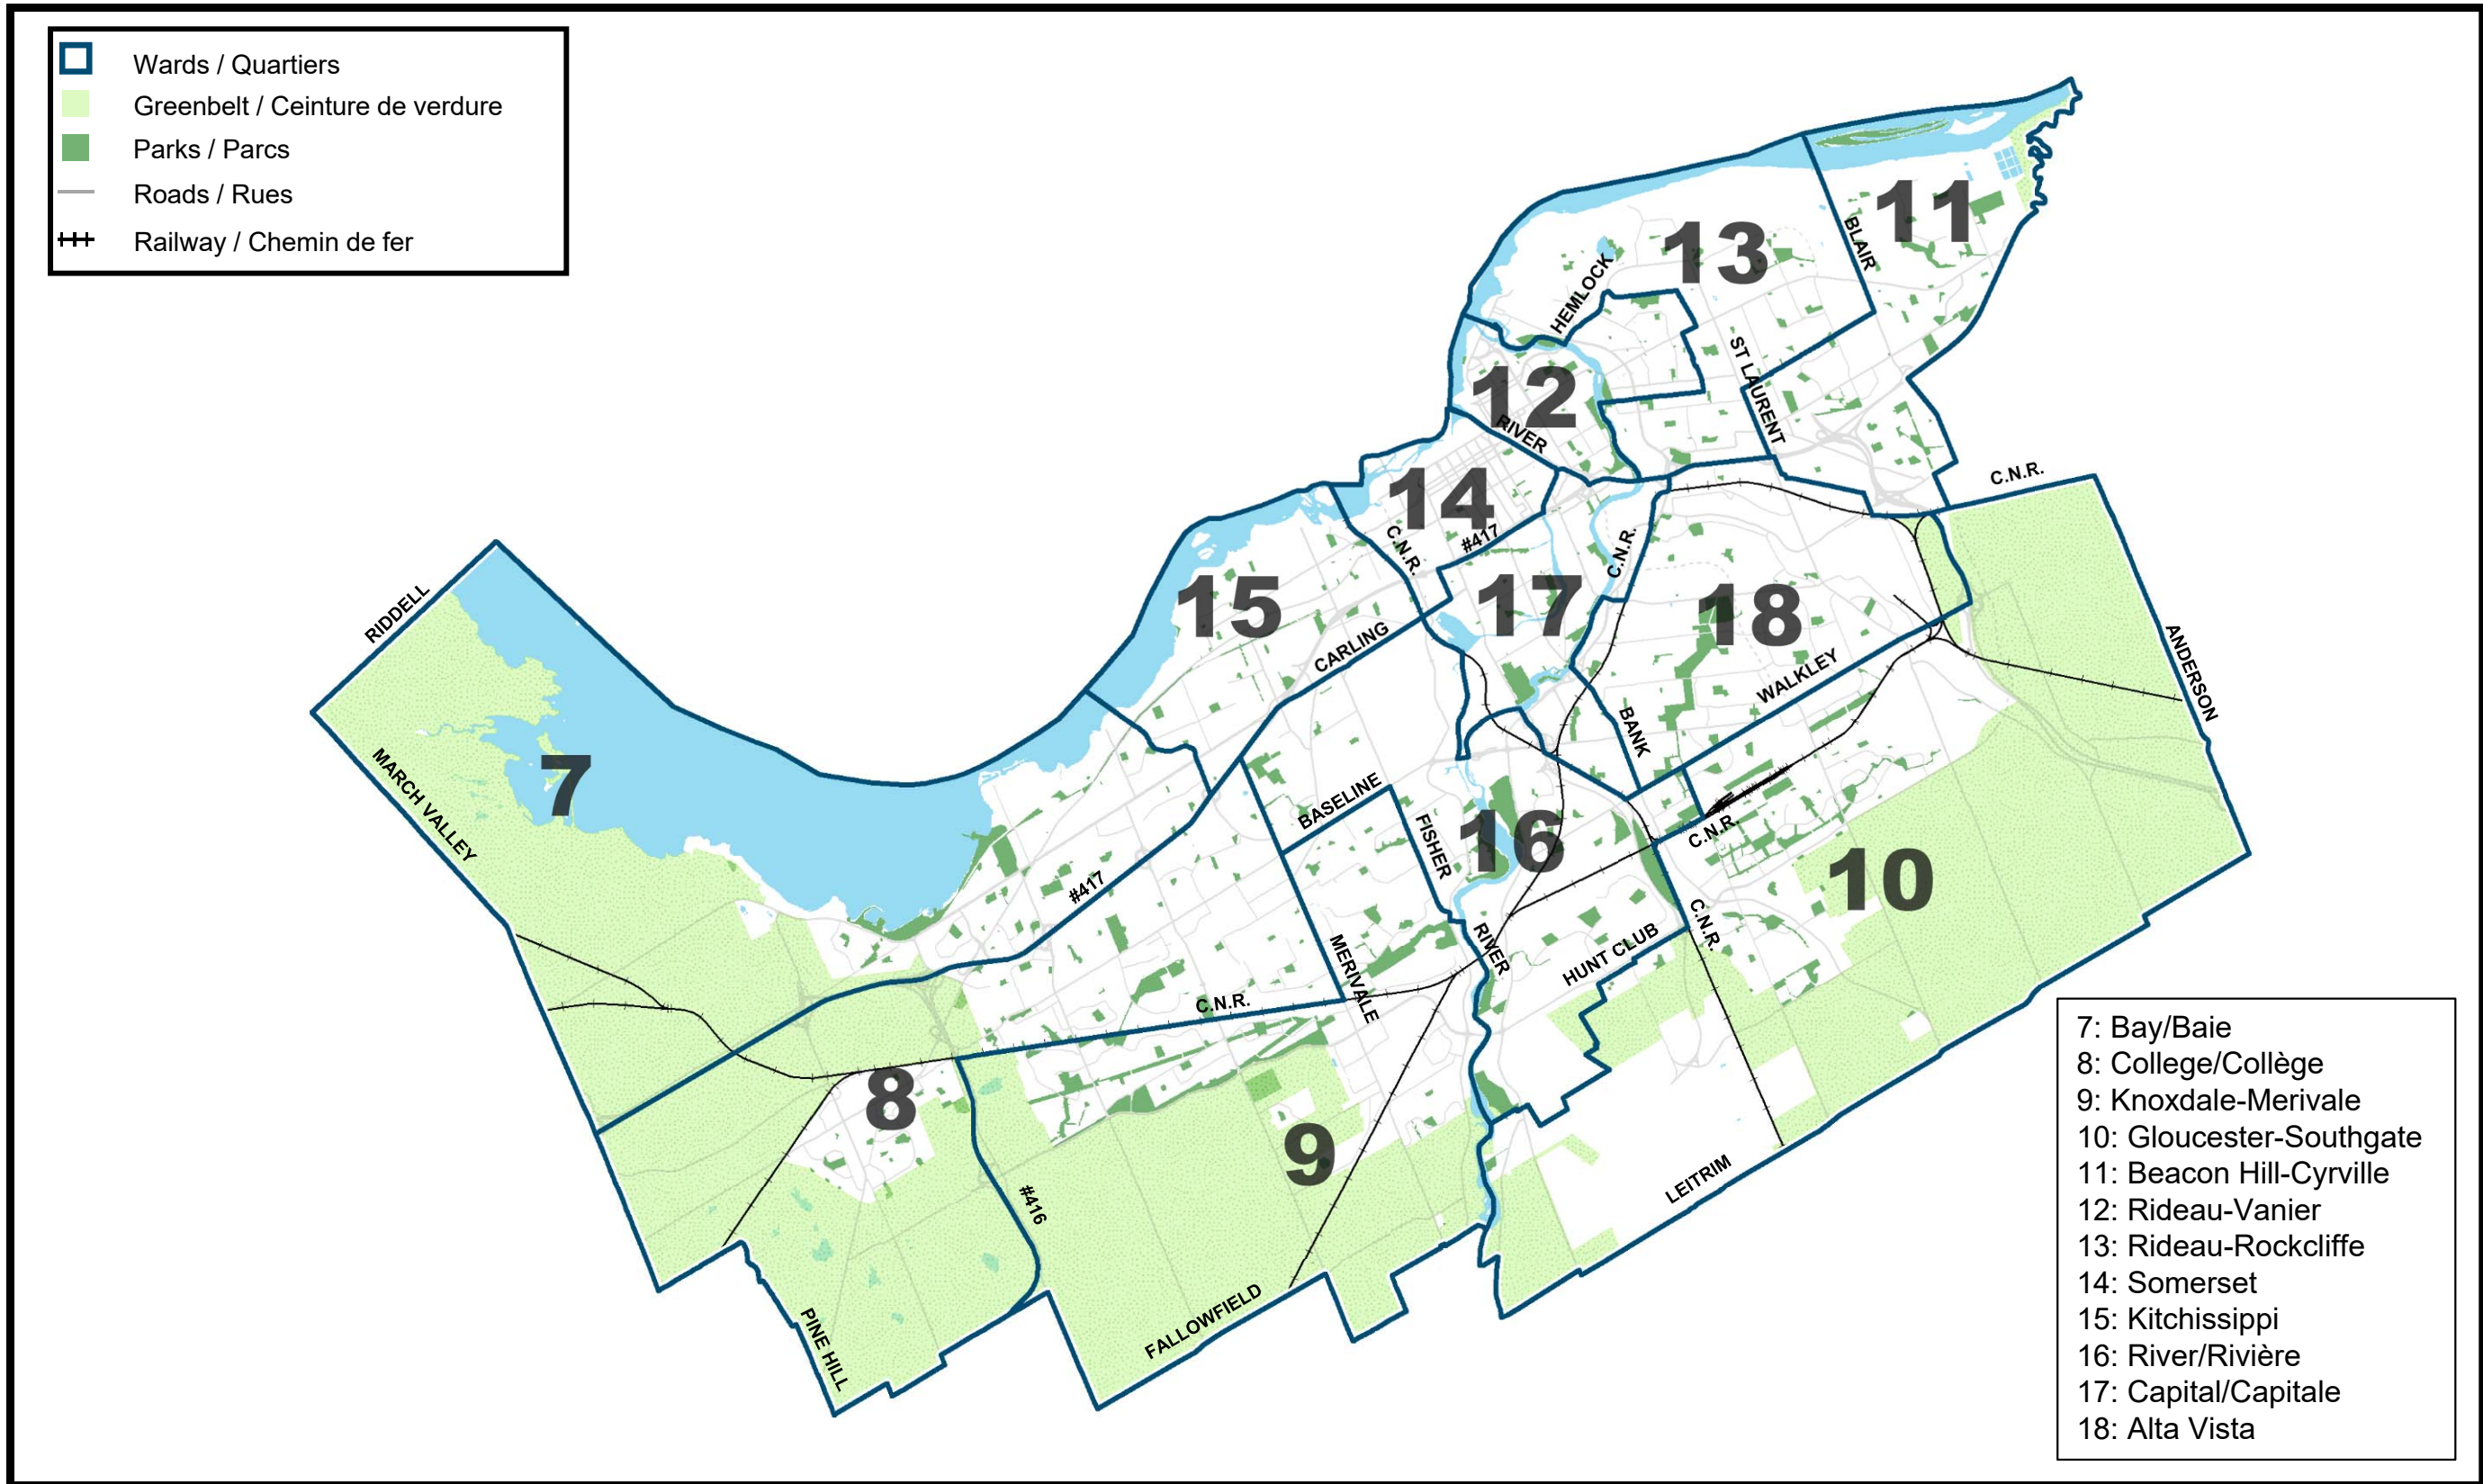 Wards / Quartiers
Greenbelt / Ceinture de verdure
Parks / Parcs
Roads / Rues
Railway / Chemin de fer
11
BLAIR
13
HEMLOCK
ST LAURENT
12
RIVER
C.N.R.
14
#417
C.N.R.
C.N.R.
15
17
18
RIDDELL
CARLING
ANDERSON
WALKLEY
BANK
MARCH VALLEY
7
BASELINE
FISHER
16
C.N.R.
10
#417
C.N.R.
RIVER
HUNT CLUB
MERIVALE
C.N.R.
8
9
#416
LEITRIM
PINE HILL
FALLOWFIELD
7: Bay/Baie
8: College/Collège
9: Knoxdale-Merivale
10: Gloucester-Southgate
11: Beacon Hill-Cyrville
12: Rideau-Vanier
13: Rideau-Rockcliffe
14: Somerset
15: Kitchissippi
16: River/Rivière
17: Capital/Capitale
18: Alta Vista